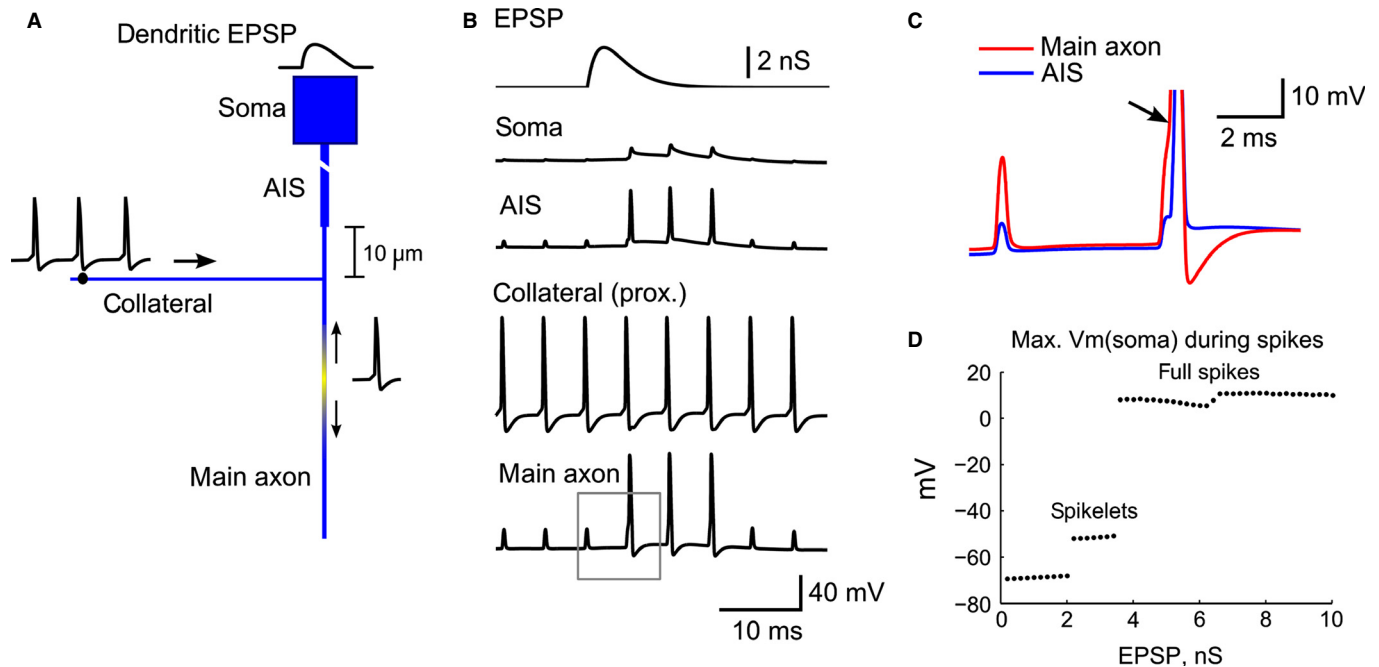 A
Dendritic EPSP
Soma
AIS
10 µm
Collateral
Main axon
B
EPSP
2 nS
Soma
AIS
Collateral (prox.)
Main axon
40 mV
10 ms
C
Main axon
AIS
10 mV
2 ms
D
Max. Vm(soma) during spikes
Full spikes
Spikelets
mV
20
0
−20
−40
−60
−80
0 2 4 6 8 10
EPSP, nS